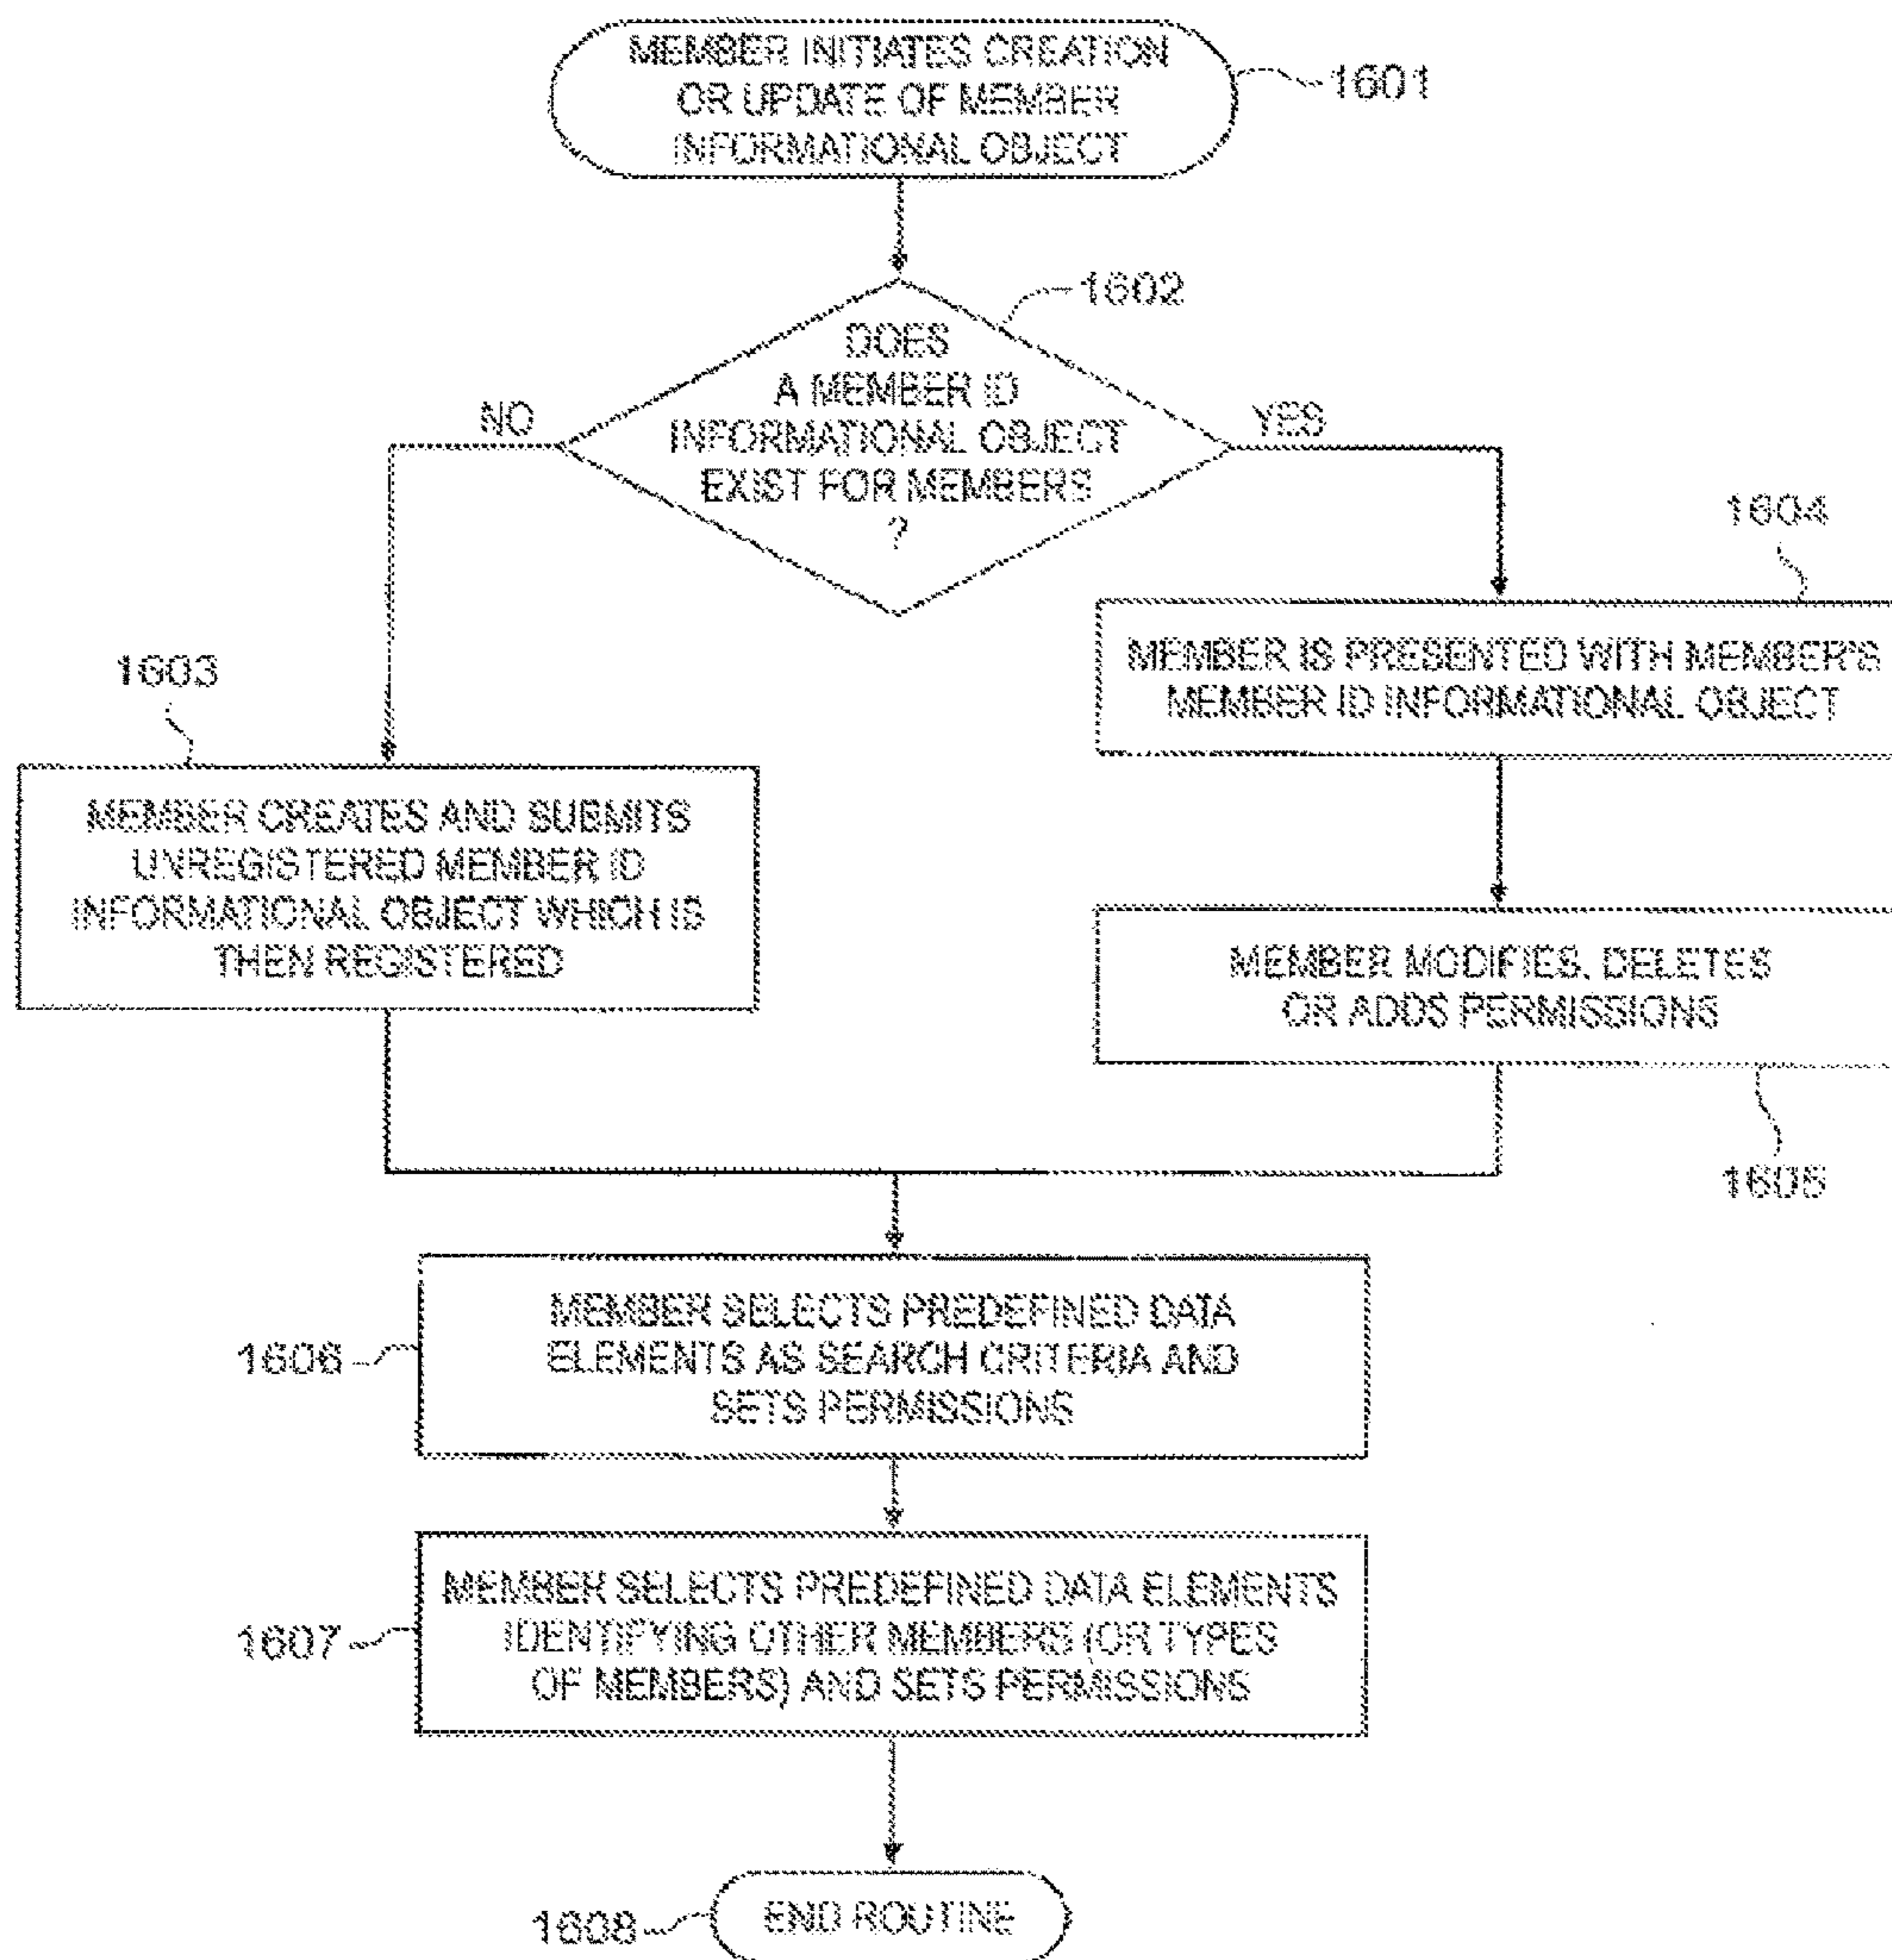 MEMBER INITIATES CREATION
OR UPDATE OF MEMBER
INFORMATIONAL OBJECT
1601
1602
DOES
A MEMBER ID
INFORMATIONAL OBJECT
EXIST FOR MEMBERS
?
NO
YES
1604
MEMBER IS PRESENTED WITH MEMBER'S
MEMBER ID INFORMATIONAL OBJECT
1603
MEMBER CREATES AND SUBMITS
UNREGISTERED MEMBER ID
INFORMATIONAL OBJECT WHICH IS
THEN REGISTERED
MEMBER MODIFIES, DELETES
OR ADDS PERMISSIONS
1605
MEMBER SELECTS PREDEFINED DATA
ELEMENTS AS SEARCH CRITERIA AND
SETS PERMISSIONS
1606
MEMBER SELECTS PREDEFINED DATA ELEMENTS
IDENTIFYING OTHER MEMBERS (OR TYPES
OF MEMBERS) AND SETS PERMISSIONS
1607
END ROUTINE
1608